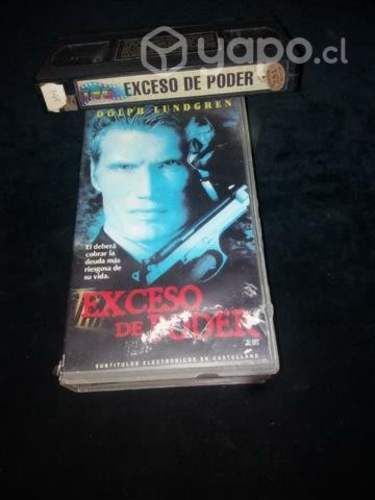 yapo.cl
EXCESO DE PODER
DOLPH LUNDGREN
El deberá
cobrar la
deuda más
riesgosa de
su vida.
EXCESO
DE PODER
SUBTITULOS ELECTRONICOS EN CASTELLANO